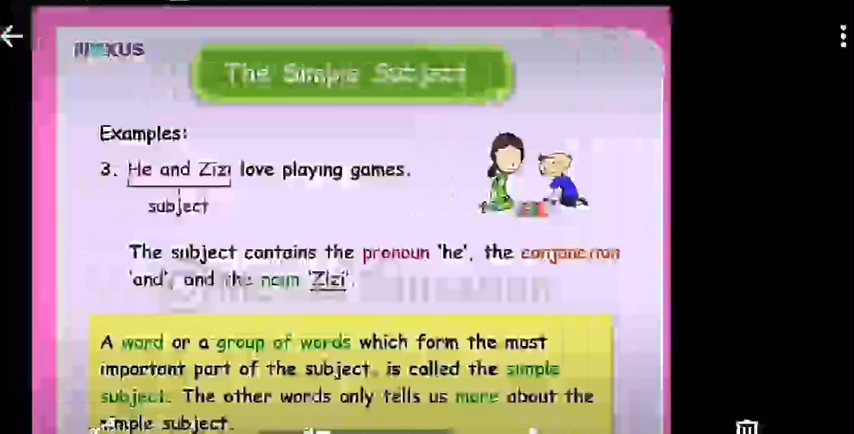 The Simple Subject
Examples:
3. He and Zizi love playing games.
subject
The subject contains the pronoun 'he', the conjunction
'and', and the noun 'Zizi'.
A word or a group of words which form the most
important part of the subject, is called the simple
subject. The other words only tells us more about the
simple subject.